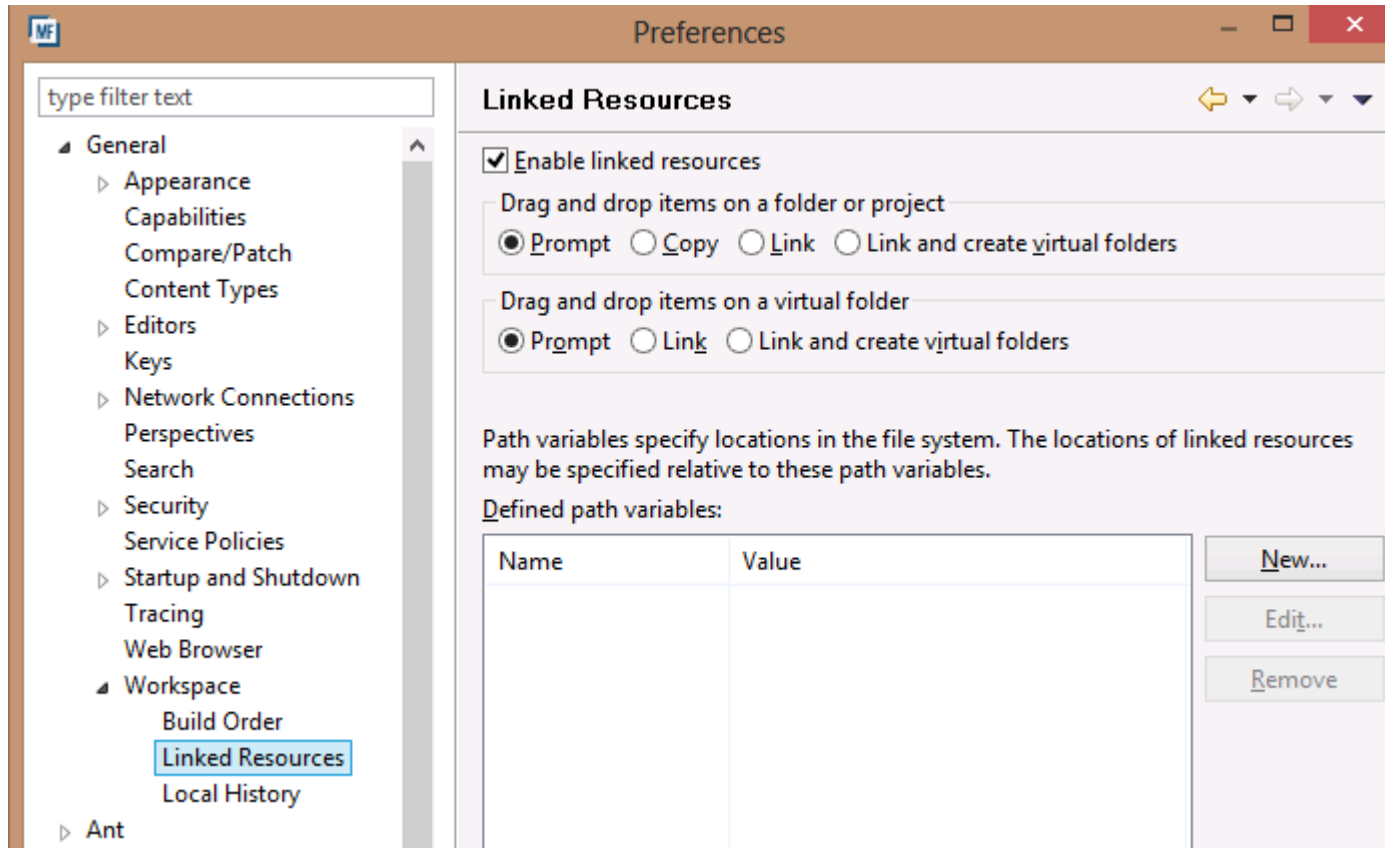 MF
Preferences
type filter text
General
Appearance
Capabilities
Compare/Patch
Content Types
Editors
Keys
Network Connections
Perspectives
Search
Security
Service Policies
Startup and Shutdown
Tracing
Web Browser
Workspace
Build Order
Linked Resources
Local History
Ant
Linked Resources
Enable linked resources
Drag and drop items on a folder or project
Prompt Copy Link Link and create virtual folders
Drag and drop items on a virtual folder
Prompt Link Link and create virtual folders
Path variables specify locations in the file system. The locations of linked resources
may be specified relative to these path variables.
Defined path variables:
Name Value
New...
Edit...
Remove